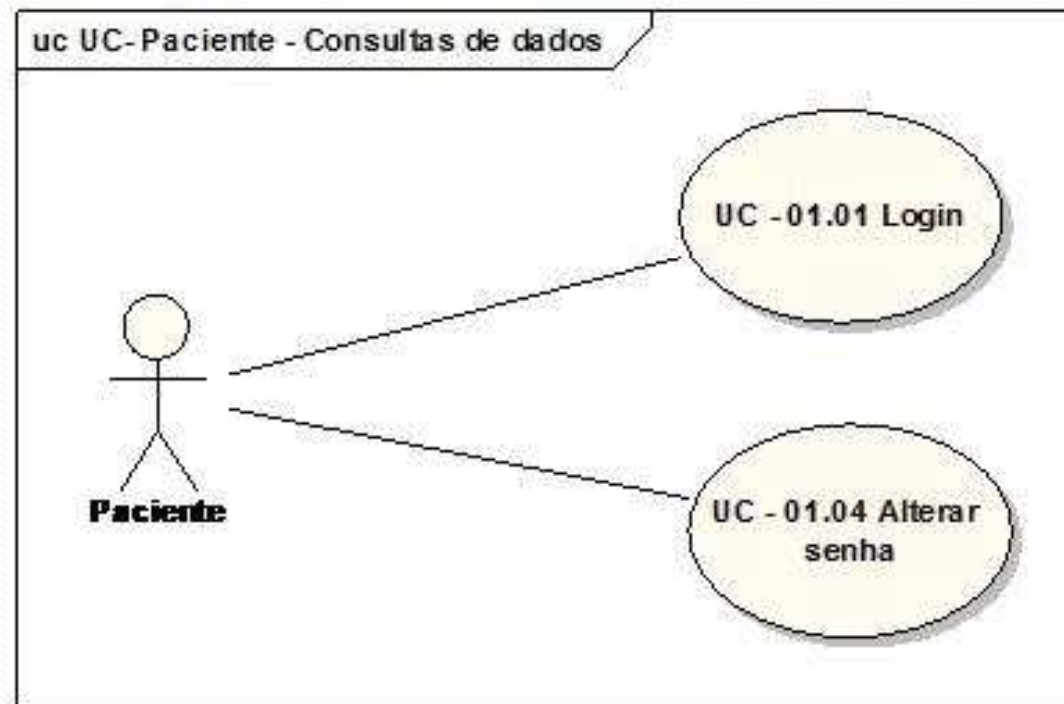 uc UC-Paciente - Consultas de dados
UC - 01.01 Login
Paciente
UC - 01.04 Alterar
senha